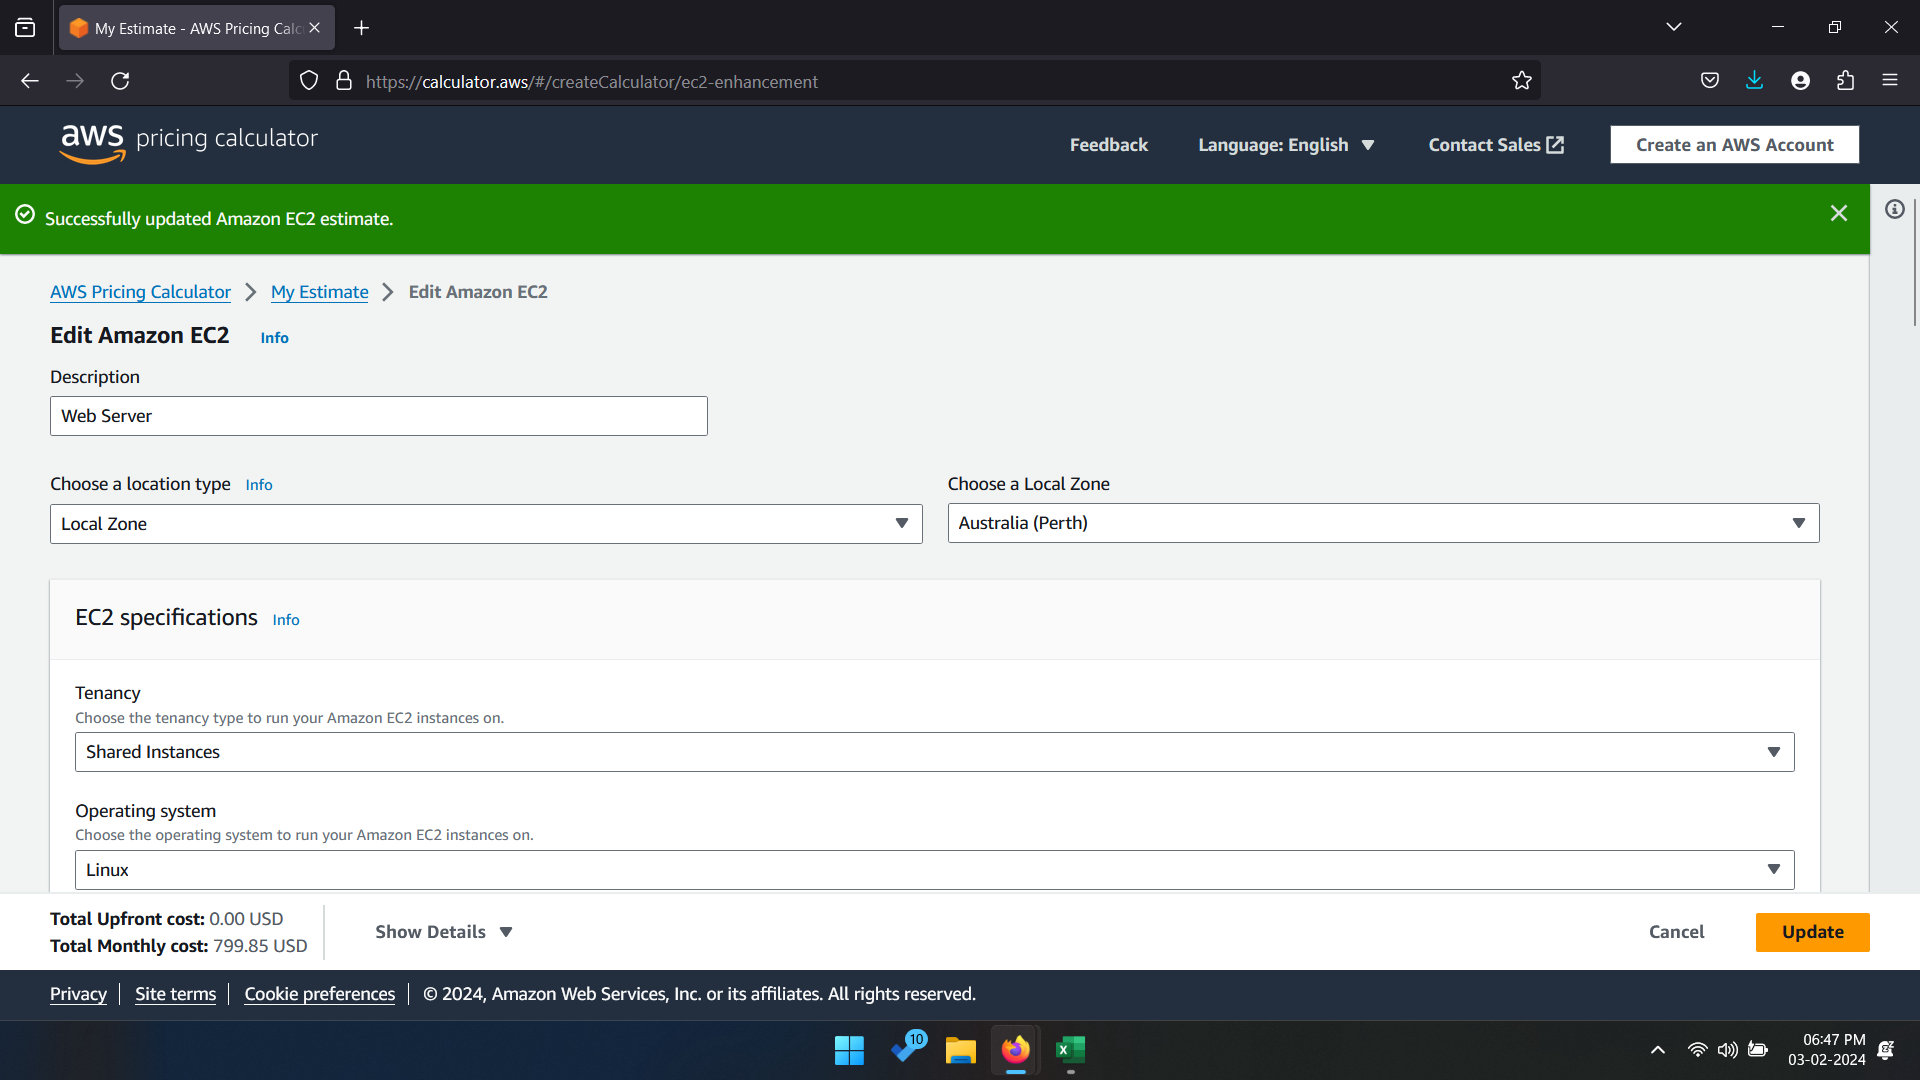 My Estimate - AWS Pricing Calc
https://calculator.aws/#/createCalculator/ec2-enhancement
aws pricing calculator
Feedback
Language: English
Contact Sales
Create an AWS Account
Successfully updated Amazon EC2 estimate.
AWS Pricing Calculator
My Estimate
Edit Amazon EC2
Edit Amazon EC2
Info
Description
Web Server
Choose a location type Info
Choose a Local Zone
Local Zone
Australia (Perth)
EC2 specifications Info
Tenancy
Choose the tenancy type to run your Amazon EC2 instances on.
Shared Instances
Operating system
Choose the operating system to run your Amazon EC2 instances on.
Linux
Total Upfront cost: 0.00 USD
Total Monthly cost: 799.85 USD
Show Details
Cancel
Update
Privacy
Site terms
Cookie preferences
© 2024, Amazon Web Services, Inc. or its affiliates. All rights reserved.
10
06:47 PM
03-02-2024